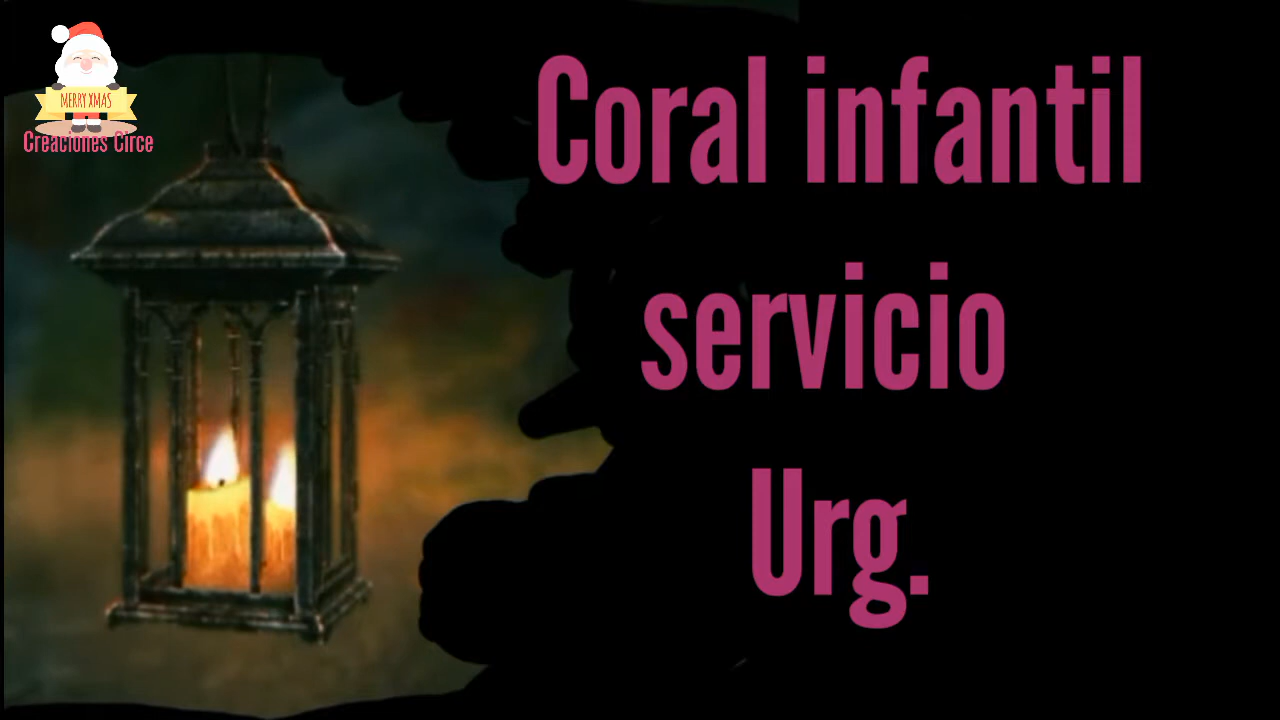 MERRY XMAS
Creaciones Circe
Coral infantil
servicio
Urg.